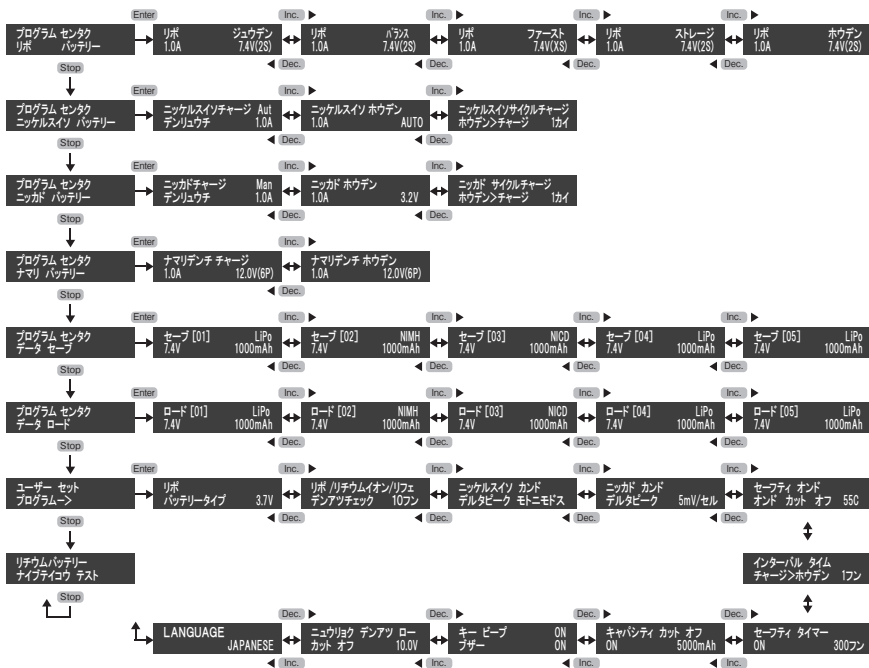 Enter Inc. Inc. Inc. Inc.
プログラム センタク
リポ バッテリー
リポ ジュウデン
1.0A 7.4V(2S)
リポ バランス
1.0A 7.4V(2S)
リポ ファースト
1.0A 7.4V(XS)
リポ ストレージ
1.0A 7.4V(2S)
リポ ホウデン
1.0A 7.4V(2S)
Stop Dec. Dec. Dec. Dec.
Enter Inc. Inc.
プログラム センタク
ニッケルスイソ バッテリー
ニッケルスイソチャージ Aut
デンリュウチ 1.0A
ニッケルスイソ ホウデン
1.0A AUTO
ニッケルスイソサイクルチャージ
ホウデン>チャージ 1カイ
Stop Dec. Dec.
Enter Inc. Inc.
プログラム センタク
ニッカド バッテリー
ニッカドチャージ Man
デンリュウチ 1.0A
ニッカド ホウデン
1.0A 3.2V
ニッカド サイクルチャージ
ホウデン>チャージ 1カイ
Stop Dec. Dec.
Enter Inc.
プログラム センタク
ナマリ バッテリー
ナマリデンチ チャージ
1.0A 12.0V(6P)
ナマリデンチ ホウデン
1.0A 12.0V(6P)
Stop Dec.
Enter Inc. Inc. Inc. Inc.
プログラム センタク
データ セーブ
セーブ [01] LiPo
7.4V 1000mAh
セーブ [02] NIMH
7.4V 1000mAh
セーブ [03] NICD
7.4V 1000mAh
セーブ [04] LiPo
7.4V 1000mAh
セーブ [05] LiPo
7.4V 1000mAh
Stop Dec. Dec. Dec. Dec.
Enter Inc. Inc. Inc. Inc.
プログラム センタク
データ ロード
ロード [01] LiPo
7.4V 1000mAh
ロード [02] NIMH
7.4V 1000mAh
ロード [03] NICD
7.4V 1000mAh
ロード [04] LiPo
7.4V 1000mAh
ロード [05] LiPo
7.4V 1000mAh
Stop Dec. Dec. Dec. Dec.
Enter Inc. Inc. Inc. Inc.
ユーザー セット
プログラムー>
リポ
バッテリータイプ 3.7V
リポ /リチウムイオン/リフェ
デンアツチェック 10フン
ニッケルスイソ カンド
デルタピーク モトニモドス
ニッカド カンド
デルタピーク 5mV/セル
セーフティ オンド
オンド カット オフ 55C
Stop Dec. Dec. Dec. Dec.
リチウムバッテリー
ナイブテイコウ テスト
インターバル タイム
チャージ>ホウデン 1フン
Stop
Dec. Dec. Dec. Dec.
LANGUAGE
JAPANESE
ニュウリョク デンアツ ロー
カット オフ 10.0V
キー ビープ ON
ブザー ON
キャパシティ カット オフ
ON 5000mAh
セーフティ タイマー
ON 300フン
Inc. Inc. Inc. Inc.